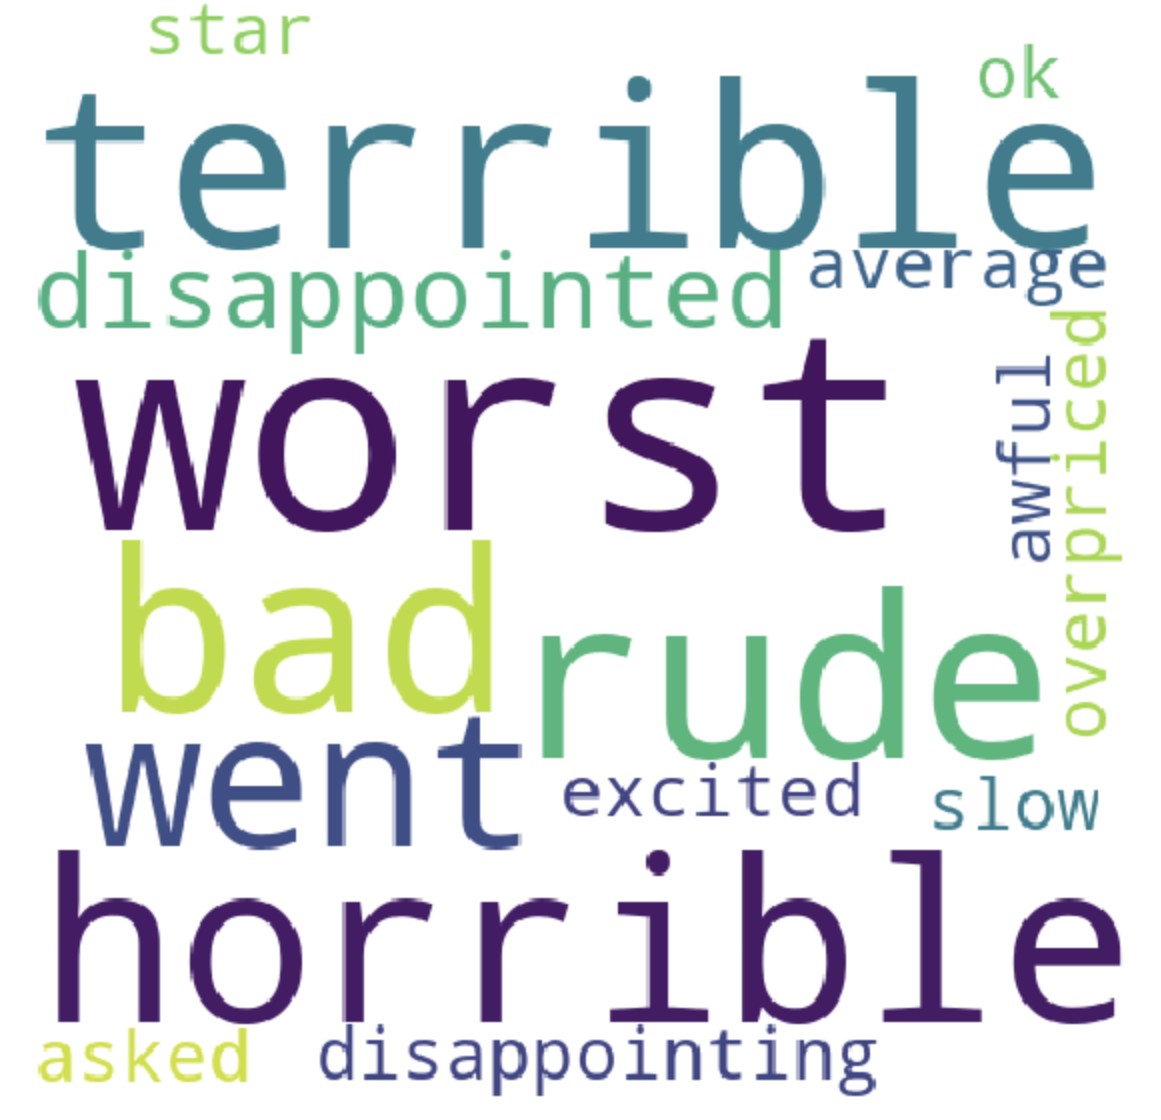 star
ok
terrible
disappointed
average
worst
awful
overpriced
bad
rude
went
excited
slow
horrible
asked
disappointing